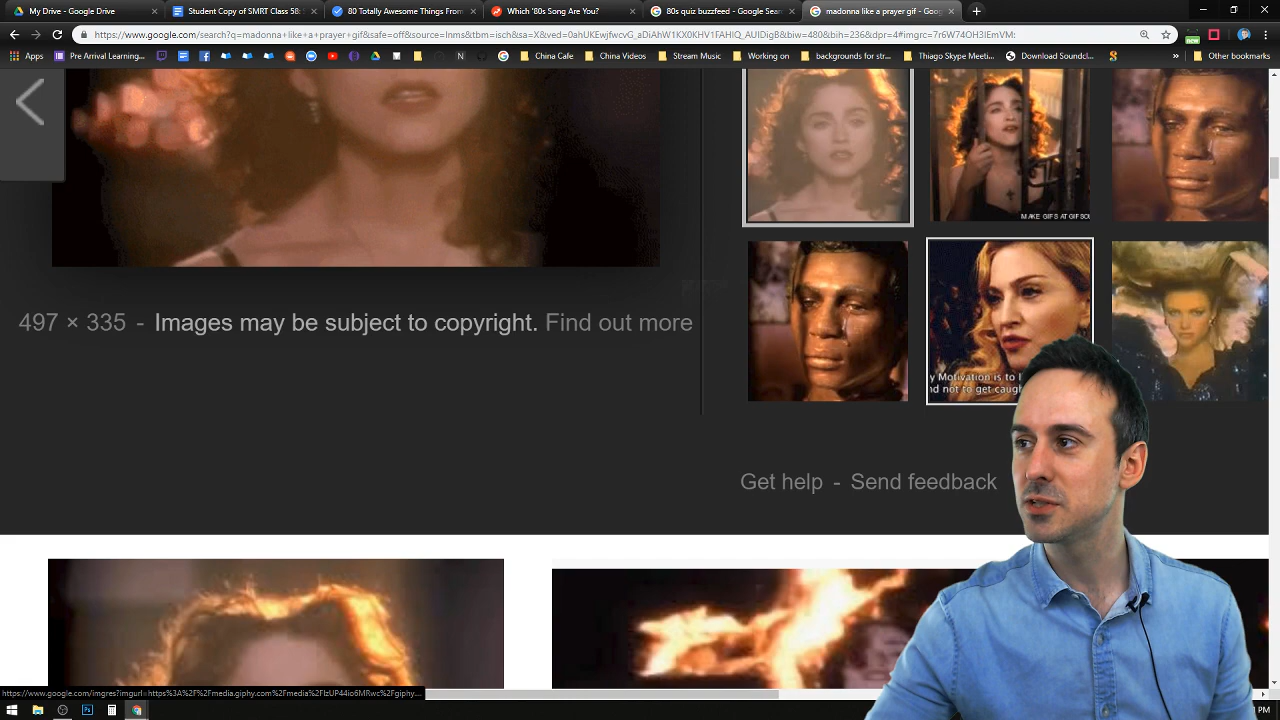 My Drive - Google Drive
Student Copy of SMRT Class 58:
80 Totally Awesome Things From
Which '80s Song Are You?
80s quiz buzzfeed - Google Sear
madonna like a prayer gif - Goog
Pre Arrival Learning...
China Cafe
China Videos
Stream Music
Working on
backgrounds for str...
Thiago Skype Meeti...
Download Soundcl...
»
Other bookmarks
MAKE GIFS AT GIFSOU
497 × 335 - Images may be subject to copyright. Find out more
y Motivation is to l
nd not to get caugh
Get help - Send feedback